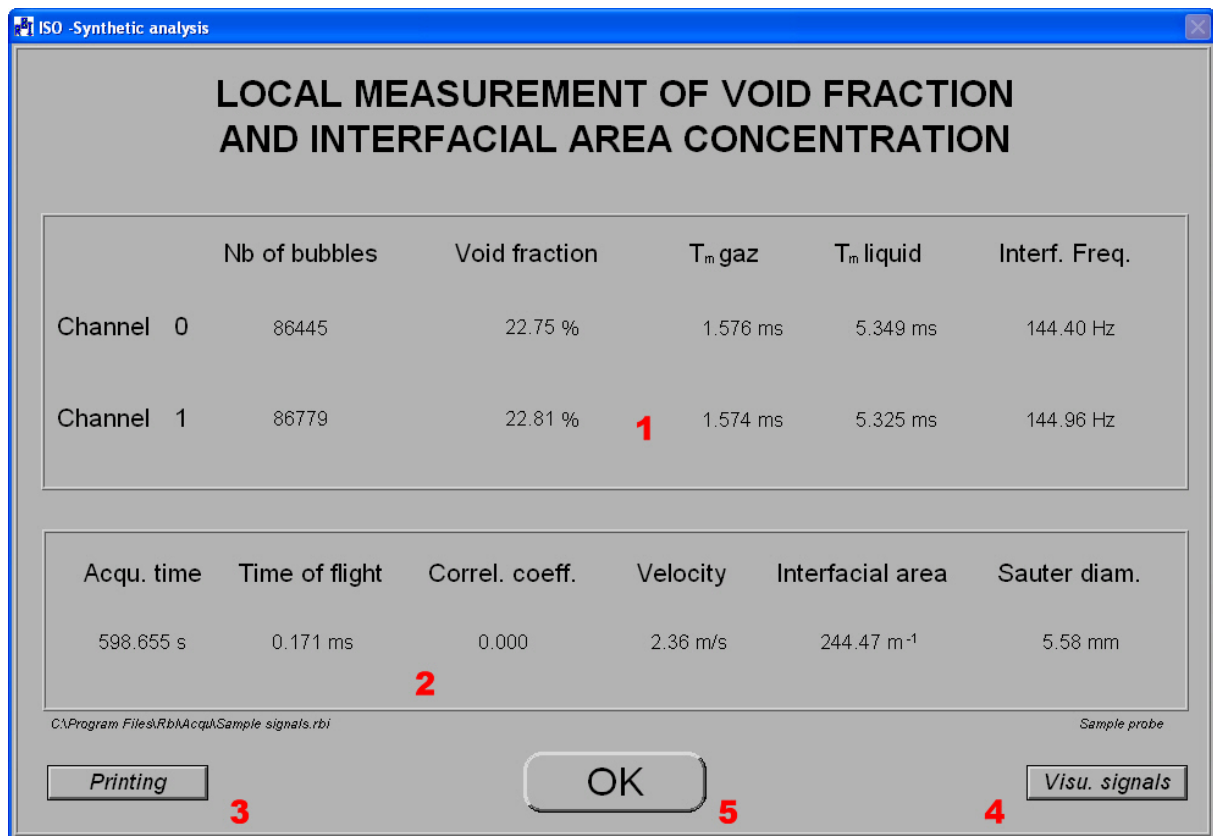 RBI ISO -Synthetic analysis
LOCAL MEASUREMENT OF VOID FRACTION
AND INTERFACIAL AREA CONCENTRATION
Nb of bubbles Void fraction Tm gaz Tm liquid Interf. Freq.
Channel 0 86445 22.75 % 1.576 ms 5.349 ms 144.40 Hz
Channel 1 86779 22.81 % 1 1.574 ms 5.325 ms 144.96 Hz
Acqu. time Time of flight Correl. coeff. Velocity Interfacial area Sauter diam.
598.655 s 0.171 ms 0.000 2.36 m/s 244.47 m⁻¹ 5.58 mm
2
C:\Program Files\Rbi\Acqui\Sample signals.rbi Sample probe
Printing OK Visu. signals
3 5 4